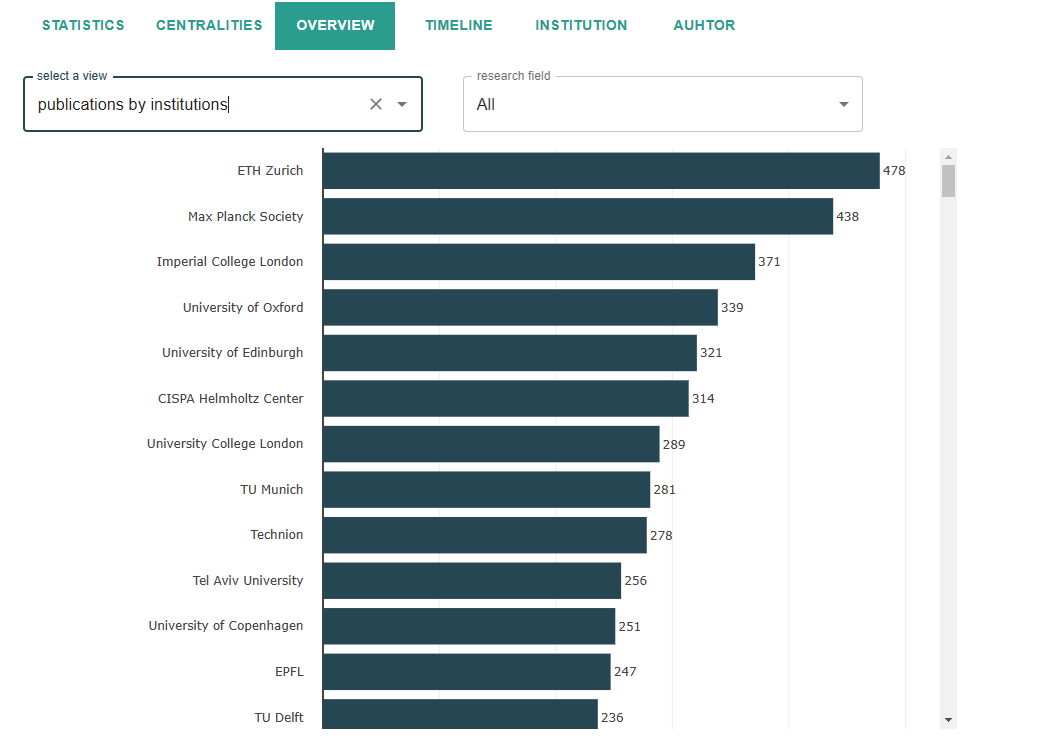 STATISTICS CENTRALITIES OVERVIEW TIMELINE INSTITUTION AUHTOR
select a view research field
publications by institutions All
ETH Zurich 478
Max Planck Society 438
Imperial College London 371
University of Oxford 339
University of Edinburgh 321
CISPA Helmholtz Center 314
University College London 289
TU Munich 281
Technion 278
Tel Aviv University 256
University of Copenhagen 251
EPFL 247
TU Delft 236